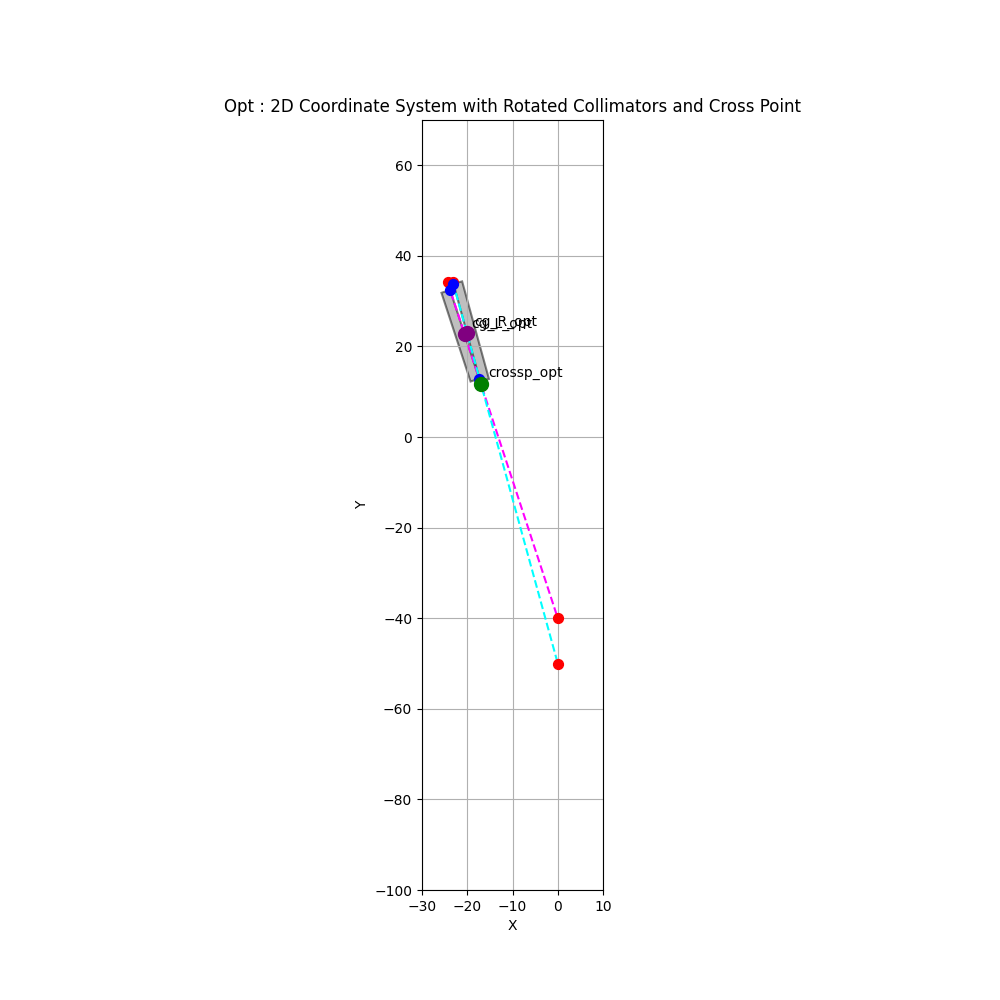 Opt : 2D Coordinate System with Rotated Collimators and Cross Point
60
40
cg_R_opt
cg_L_opt
20
crossp_opt
0
Y
−20
−40
−60
−80
−100
−30 −20 −10 0 10
X